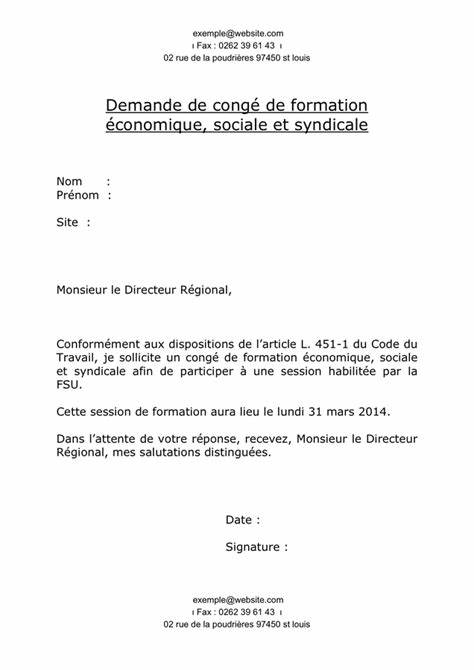 exemple@website.com
ı Fax : 0262 39 61 43 ı
02 rue de la poudrières 97450 st louis
Demande de congé de formation
économique, sociale et syndicale
Nom :
Prénom :
Site :
Monsieur le Directeur Régional,
Conformément aux dispositions de l’article L. 451-1 du Code du
Travail, je sollicite un congé de formation économique, sociale
et syndicale afin de participer à une session habilitée par la
FSU.
Cette session de formation aura lieu le lundi 31 mars 2014.
Dans l’attente de votre réponse, recevez, Monsieur le Directeur
Régional, mes salutations distinguées.
Date :
Signature :
exemple@website.com
ı Fax : 0262 39 61 43 ı
02 rue de la poudrières 97450 st louis